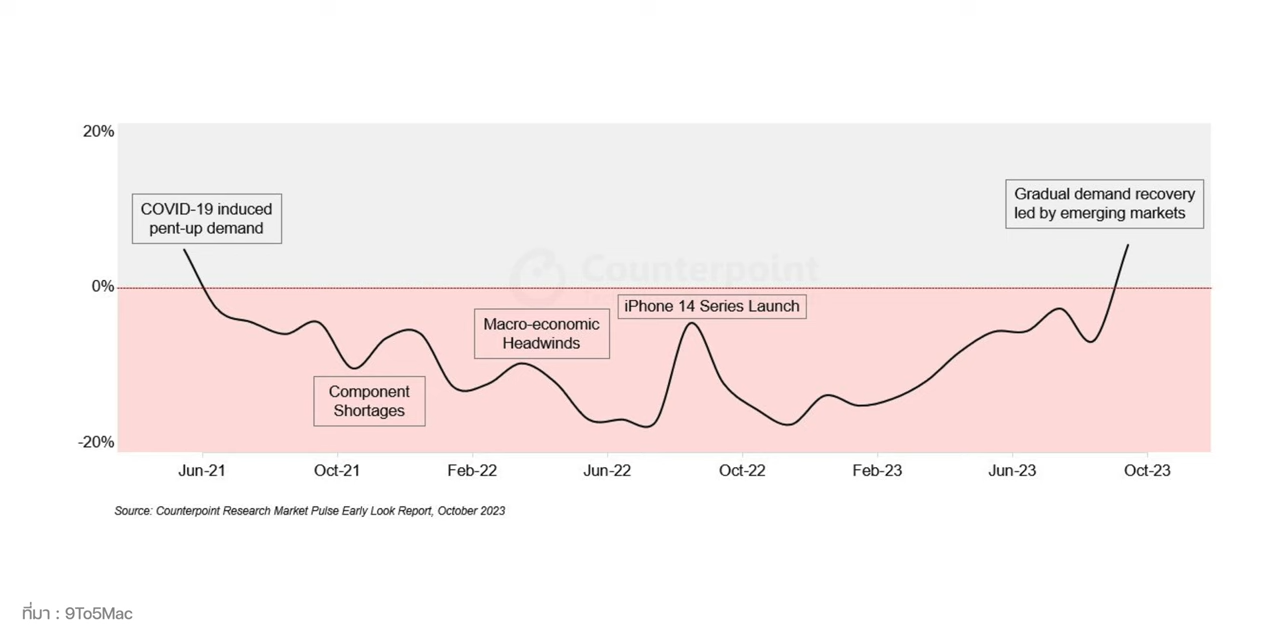 20%
COVID-19 induced
pent-up demand
Gradual demand recovery
led by emerging markets
Counterpoint
0%
iPhone 14 Series Launch
Macro-economic
Headwinds
Component
Shortages
-20%
Jun-21 Oct-21 Feb-22 Jun-22 Oct-22 Feb-23 Jun-23 Oct-23
Source: Counterpoint Research Market Pulse Early Look Report, October 2023
ที่มา : 9To5Mac